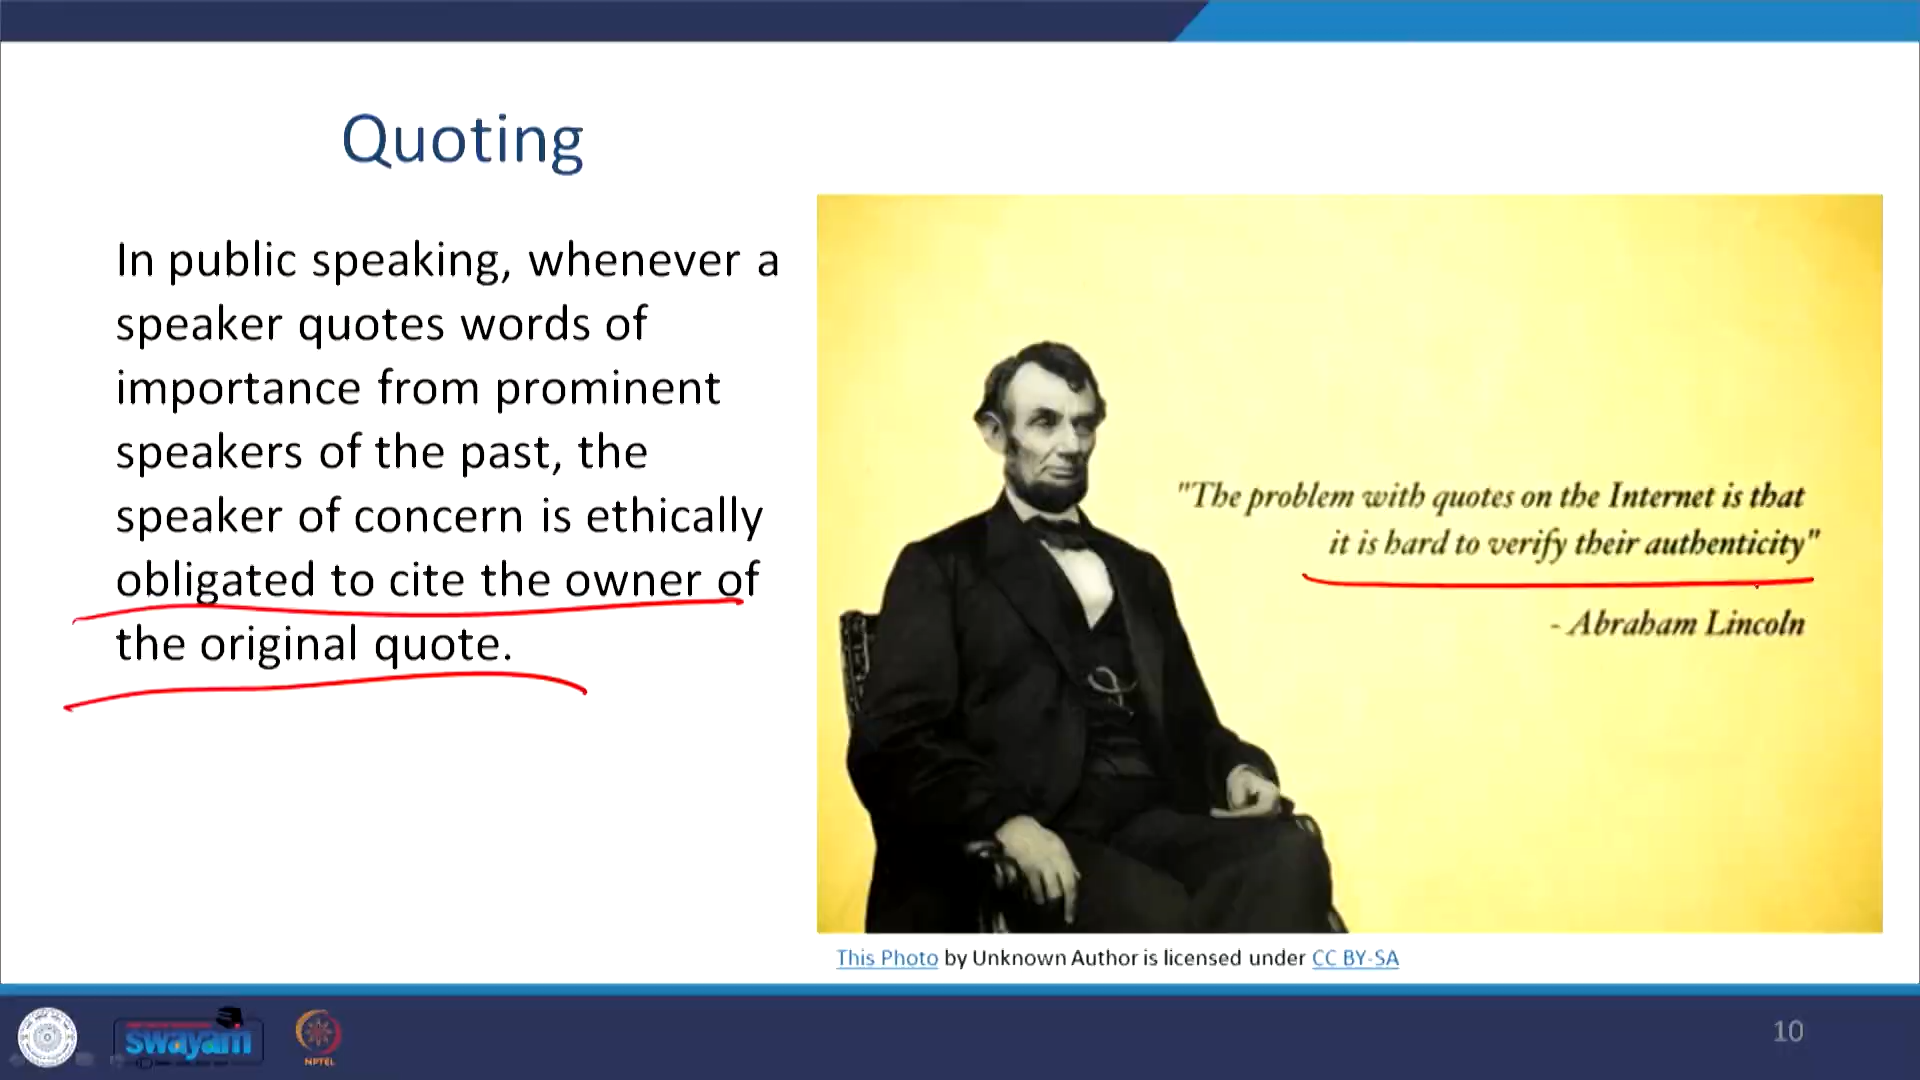 Quoting
In public speaking, whenever a
speaker quotes words of
importance from prominent
speakers of the past, the
speaker of concern is ethically
obligated to cite the owner of
the original quote.
"The problem with quotes on the Internet is that
it is hard to verify their authenticity"
- Abraham Lincoln
This Photo by Unknown Author is licensed under CC BY-SA
swayam
NPTEL
10